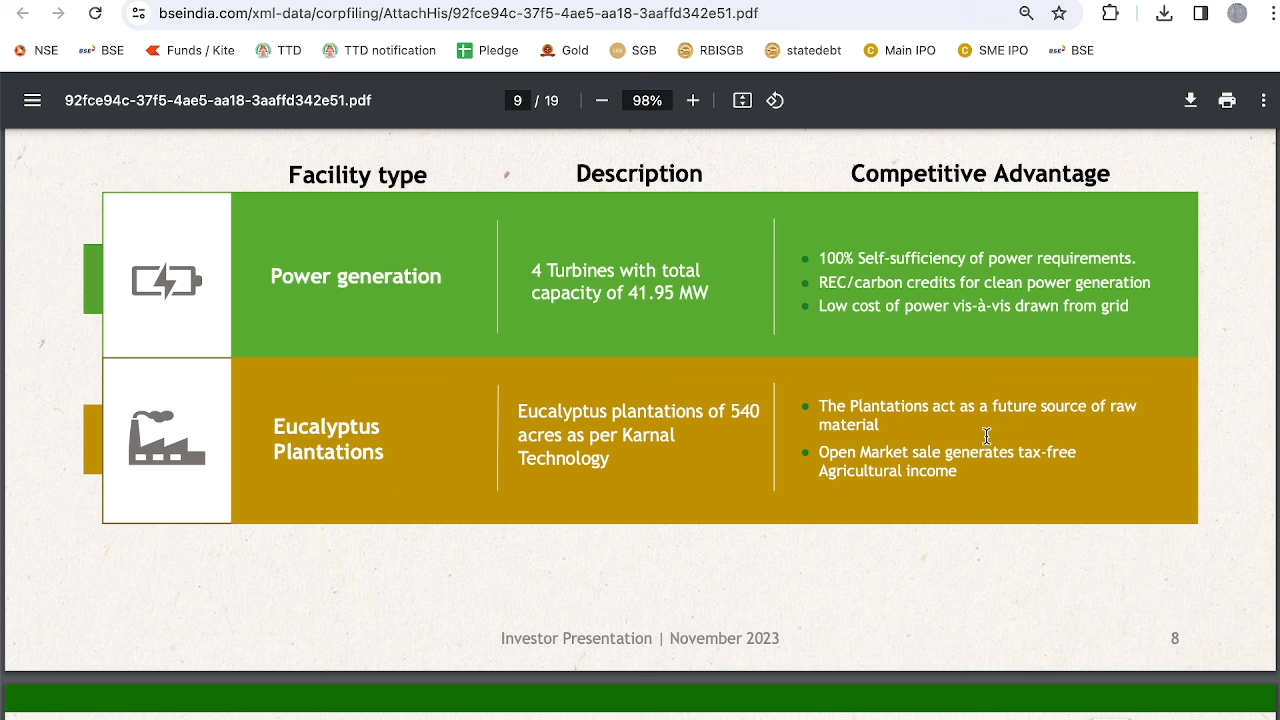 bseindia.com/xml-data/corpfiling/AttachHis/92fce94c-37f5-4ae5-aa18-3aaffd342e51.pdf
NSE BSE Funds / Kite TTD TTD notification Pledge Gold SGB RBISGB statedebt Main IPO SME IPO BSE
92fce94c-37f5-4ae5-aa18-3aaffd342e51.pdf 9 / 19 98%
Facility type Description Competitive Advantage
Power generation
4 Turbines with total
capacity of 41.95 MW
100% Self-sufficiency of power requirements.
REC/carbon credits for clean power generation
Low cost of power vis-à-vis drawn from grid
Eucalyptus
Plantations
Eucalyptus plantations of 540
acres as per Karnal
Technology
The Plantations act as a future source of raw
material
Open Market sale generates tax-free
Agricultural income
Investor Presentation | November 2023
8